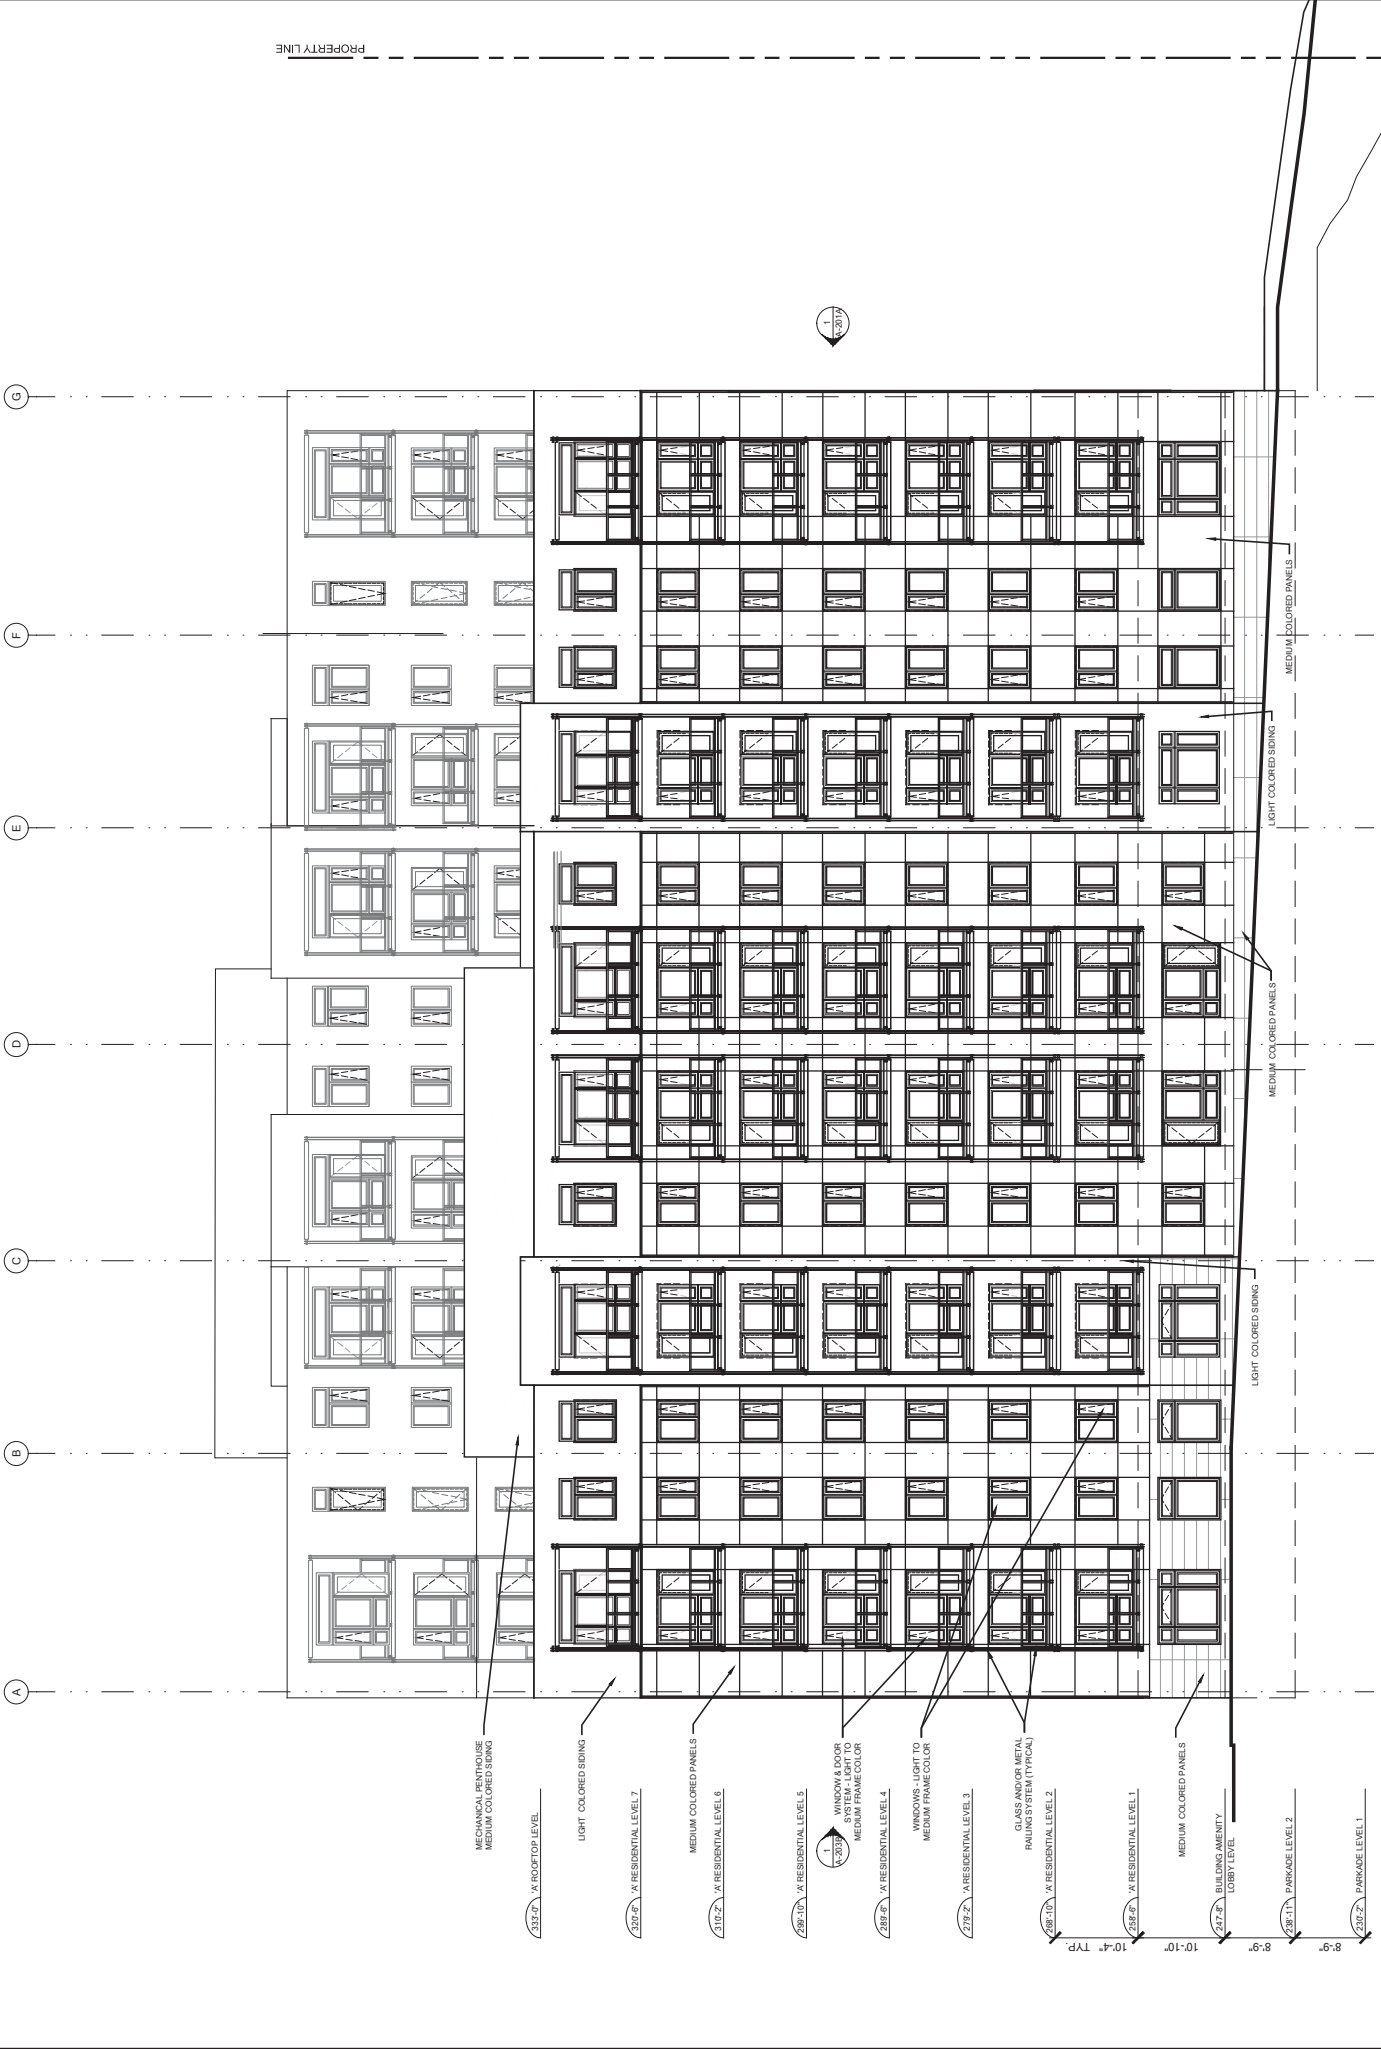 PROPERTY LINE
G
F
E
D
C
B
A
1
A-201A
MECHANICAL PENTHOUSE
MEDIUM COLORED SIDING
LIGHT COLORED SIDING
MEDIUM COLORED PANELS
WINDOW & DOOR
SYSTEM - LIGHT TO
MEDIUM FRAME COLOR
WINDOWS - LIGHT TO
MEDIUM FRAME COLOR
GLASS AND/OR METAL
RAILING SYSTEM (TYPICAL)
MEDIUM COLORED PANELS
LIGHT COLORED SIDING
MEDIUM COLORED PANELS
LIGHT COLORED SIDING
MEDIUM COLORED PANELS
1
333'-0" 'A' ROOFTOP LEVEL
320'-6" 'A' RESIDENTIAL LEVEL 7
310'-2" 'A' RESIDENTIAL LEVEL 6
299'-10" 'A' RESIDENTIAL LEVEL 5
289'-6" 'A' RESIDENTIAL LEVEL 4
279'-2" 'A' RESIDENTIAL LEVEL 3
268'-10" 'A' RESIDENTIAL LEVEL 2
258'-6" 'A' RESIDENTIAL LEVEL 1
247'-8" BUILDING AMENITY
LOBBY LEVEL
238'-11" PARKADE LEVEL 2
230'-2" PARKADE LEVEL 1
10'-4" TYP.
10'-10"
8'-9"
8'-9"